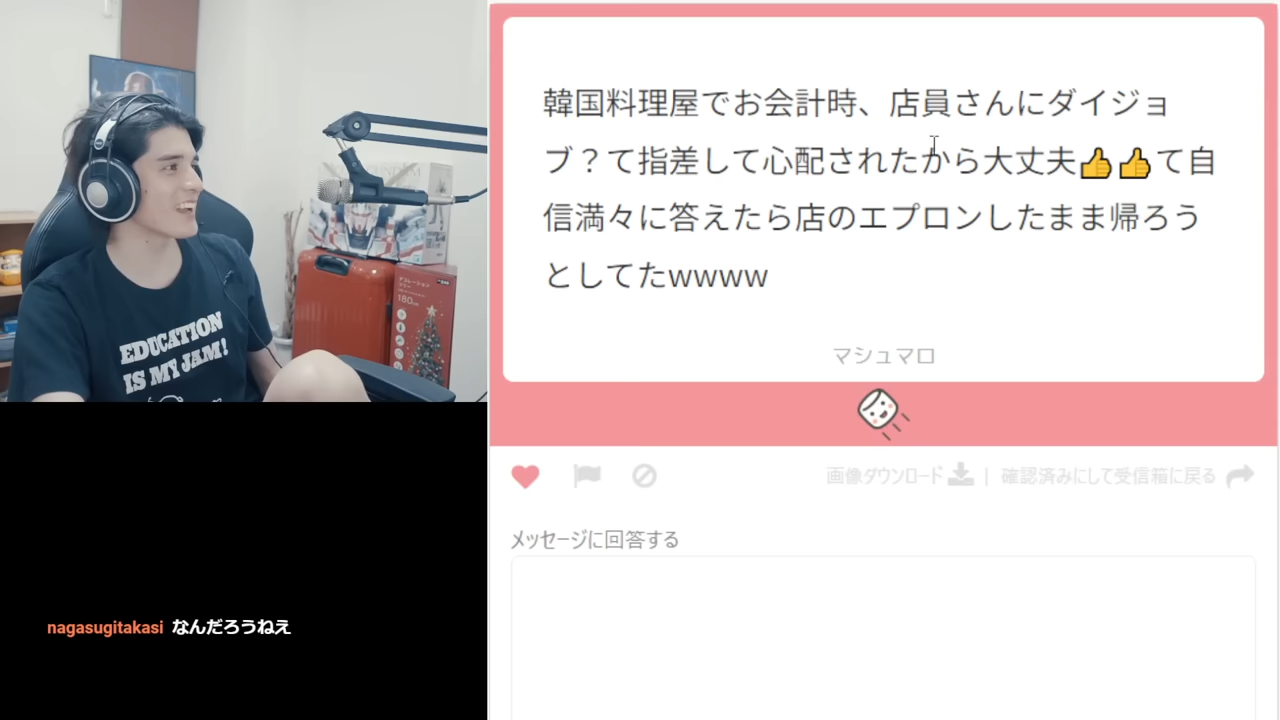 韓国料理屋でお会計時、店員さんにダイジョ
ブ？て指差して心配されたから大丈夫👍👍て自
信満々に答えたら店のエプロンしたまま帰ろう
としてたwwww
マシュマロ
画像ダウンロード | 確認済みにして受信箱に戻る
メッセージに回答する
EDUCATION
IS MY JAM!
180cm
nagasugitakasi なんだろうねえ